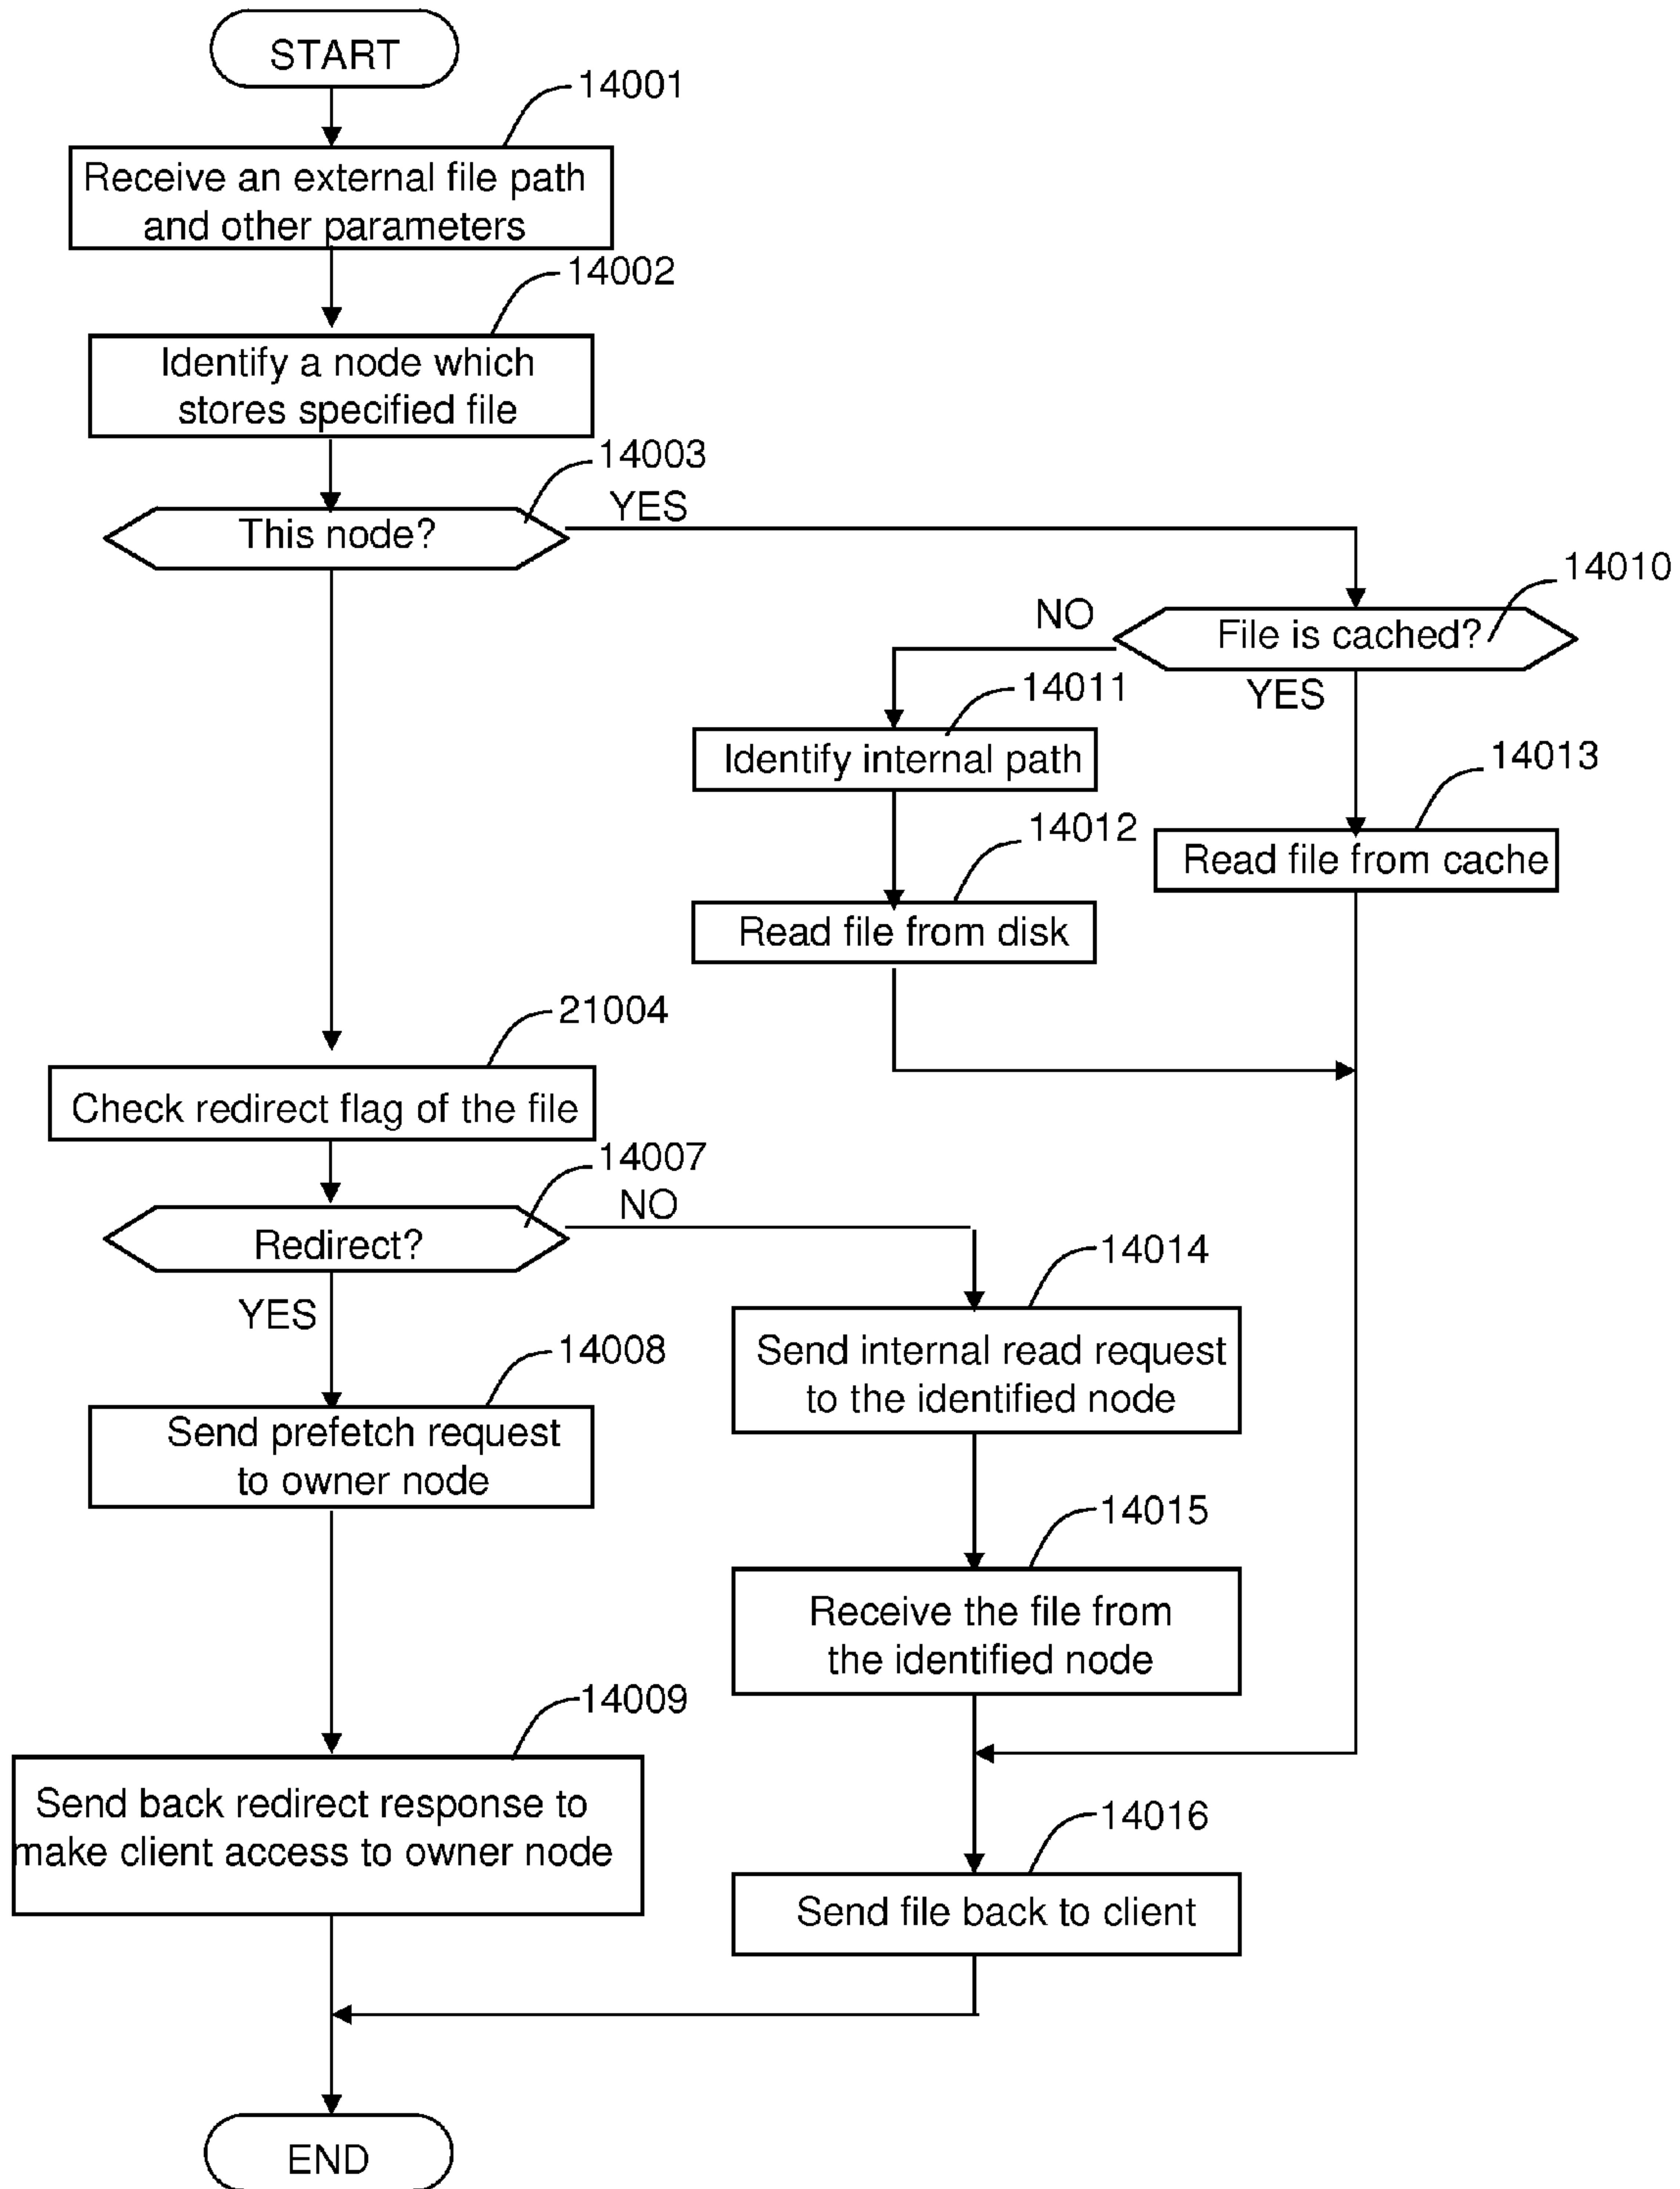 START
14001
Receive an external file path
and other parameters
14002
Identify a node which
stores specified file
14003
This node?
YES
14010
File is cached?
NO
YES
14011
Identify internal path
14013
Read file from cache
14012
Read file from disk
21004
Check redirect flag of the file
14007
Redirect?
NO
YES
14014
Send internal read request
to the identified node
14008
Send prefetch request
to owner node
14015
Receive the file from
the identified node
14009
Send back redirect response to
make client access to owner node
14016
Send file back to client
END